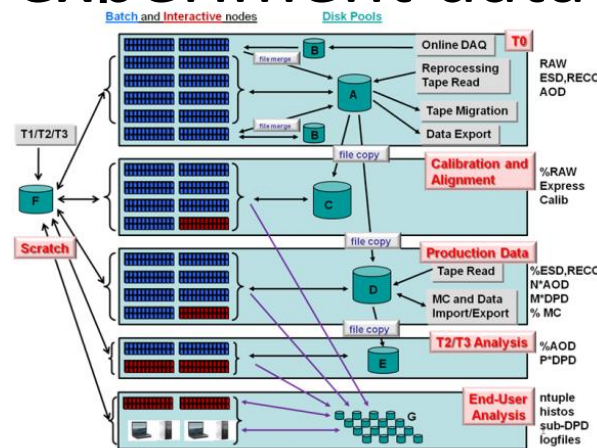 experiment data
Batch and Interactive nodes
Disk Pools
T0
B
Online DAQ
file merge
RAW
ESD,RECO
AOD
Reprocessing
Tape Read
A
Tape Migration
T1/T2/T3
file merge
B
Data Export
file copy
Calibration and
Alignment
%RAW
Express
Calib
F
C
Scratch
file copy
Production Data
Tape Read
%ESD,RECO
N*AOD
M*DPD
% MC
D
MC and Data
Import/Export
file copy
T2/T3 Analysis
%AOD
P*DPD
E
End-User
Analysis
G
ntuple
histos
sub-DPD
logfiles